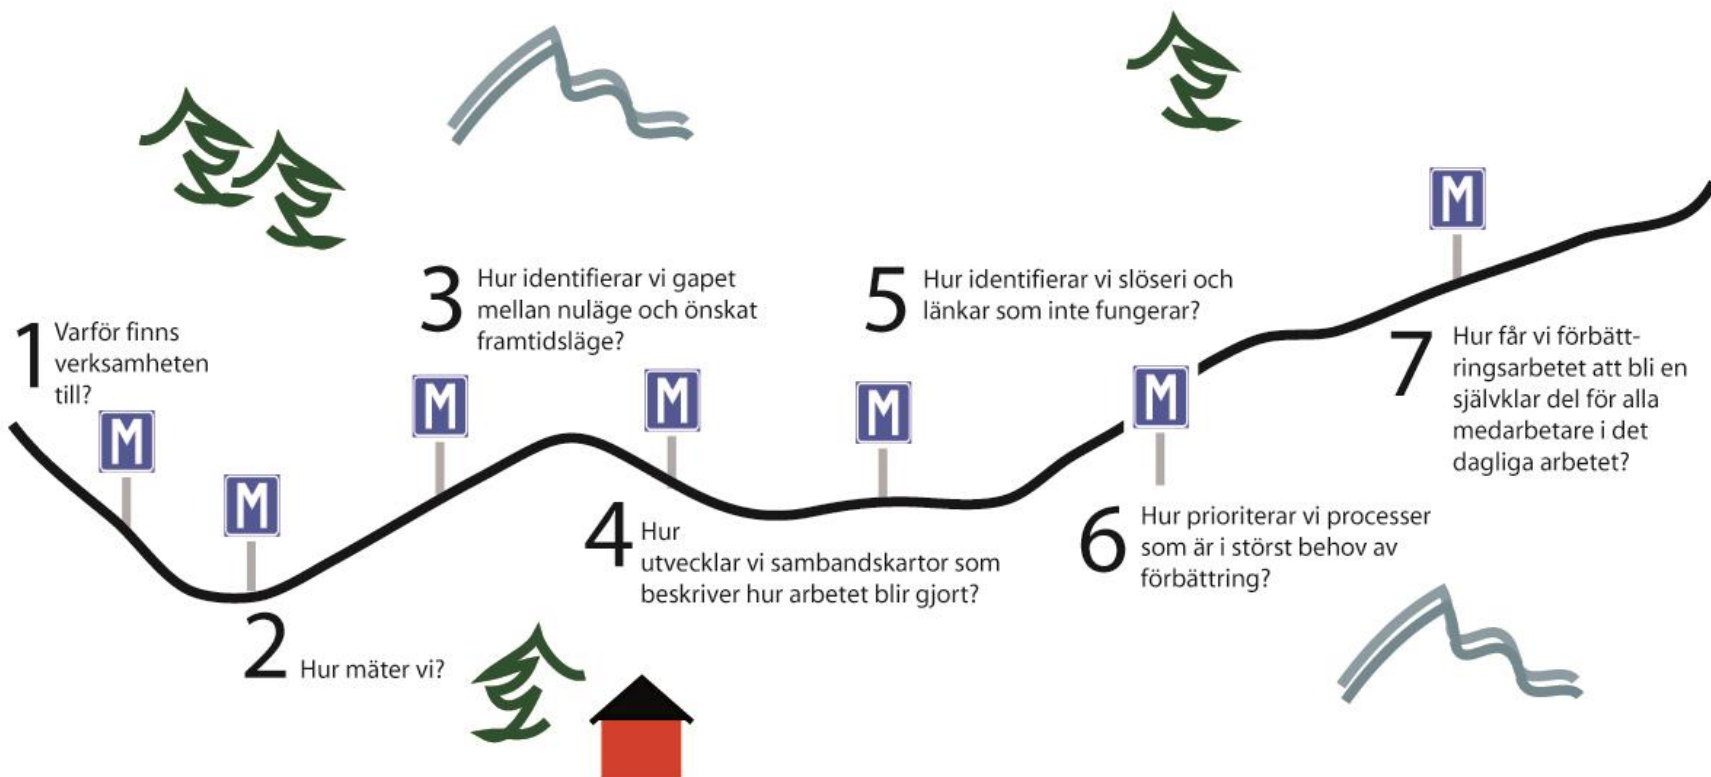 1
Varför finns
verksamheten
till?
M
M
2
Hur mäter vi?
3
Hur identifierar vi gapet
mellan nuläge och önskat
framtidsläge?
M
M
4
Hur
utvecklar vi sambandskartor som
beskriver hur arbetet blir gjort?
5
Hur identifierar vi slöseri och
länkar som inte fungerar?
M
M
6
Hur prioriterar vi processer
som är i störst behov av
förbättring?
M
7
Hur får vi förbätt-
ringsarbetet att bli en
självklar del för alla
medarbetare i det
dagliga arbetet?